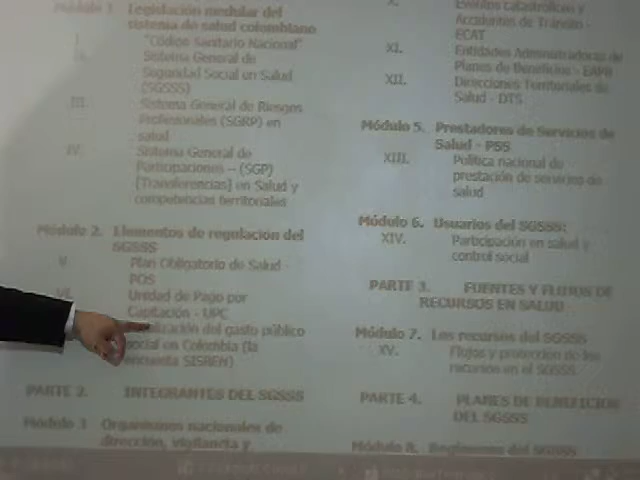 Módulo 1 Legislación medular del
sistema de salud colombiano
I. "Código Sanitario Nacional"
II. Sistema General de
Seguridad Social en Salud
(SGSSS)
III. Sistema General de Riesgos
Profesionales (SGRP) en
salud
IV. Sistema General de
Participaciones - (SGP)
[Transferencias] en Salud y
competencias territoriales
Módulo 2. Elementos de regulación del
SGSSS
V. Plan Obligatorio de Salud -
POS
VI. Unidad de Pago por
Capitación - UPC
del gasto público
social en Colombia (la
encuesta SISBEN)
PARTE 2. INTEGRANTES DEL SGSSS
Módulo 3 Organismos nacionales de
dirección, vigilancia y
X. Eventos catastróficos y
Accidentes de Tránsito -
ECAT
XI. Entidades Administradoras de
Planes de Beneficios - EAPB
XII. Direcciones Territoriales de
Salud - DTS
Módulo 5. Prestadores de Servicios de
Salud - PSS
XIII. Política nacional de
prestación de servicios de
salud
Módulo 6. Usuarios del SGSSS:
XIV. Participación en salud y
control social
PARTE 3. FUENTES Y FLUJOS DE
RECURSOS EN SALUD
Módulo 7. Los recursos del SGSSS
XV. Flujos y protección de los
recursos en el SGSSS
PARTE 4. PLANES DE BENEFICIOS
DEL SGSSS
Módulo 8. Regímenes del SGSSS